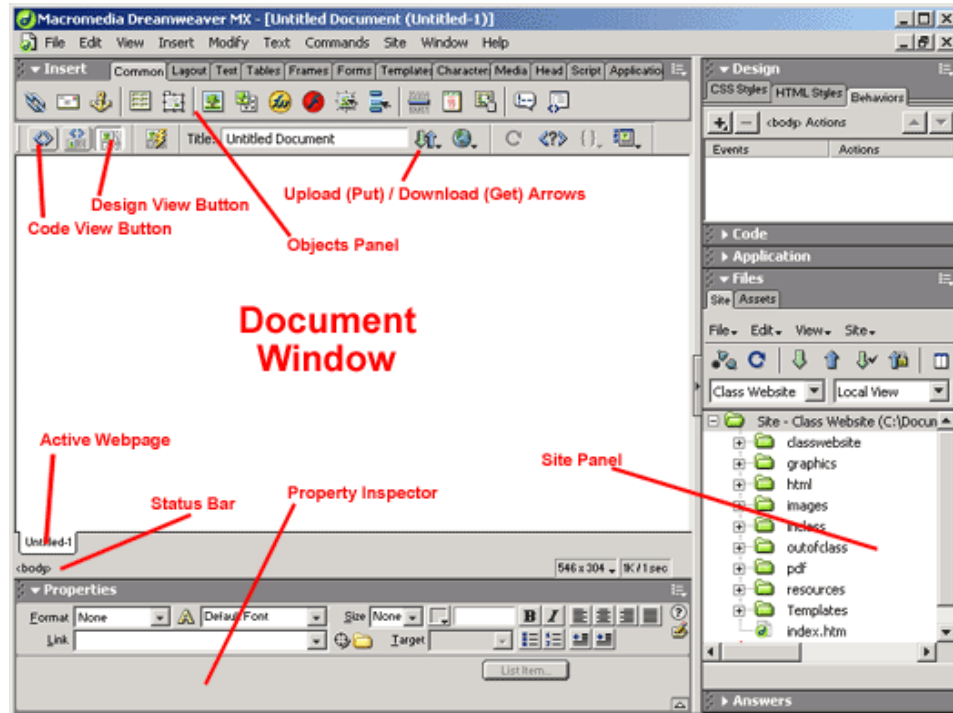 Macromedia Dreamweaver MX - [Untitled Document (Untitled-1)]
File Edit View Insert Modify Text Commands Site Window Help
Insert Common Layout Text Tables Frames Forms Templates Character Media Head Script Applicatio
Title: Untitled Document
Upload (Put) / Download (Get) Arrows
Design View Button
Code View Button
Objects Panel
Document
Window
Active Webpage
Status Bar
Property Inspector
Site Panel
Untitled-1
<body>
546 x 304 1K / 1 sec
Properties
Format None Default Font Size None B I
Link Target
List Item...
Design
CSS Styles HTML Styles Behaviors
<body> Actions
Events Actions
Code
Application
Files
Site Assets
File Edit View Site
Class Website Local View
Site - Class Website (C:\Docun
classwebsite
graphics
html
images
inclass
outofclass
pdf
resources
Templates
index.htm
Answers